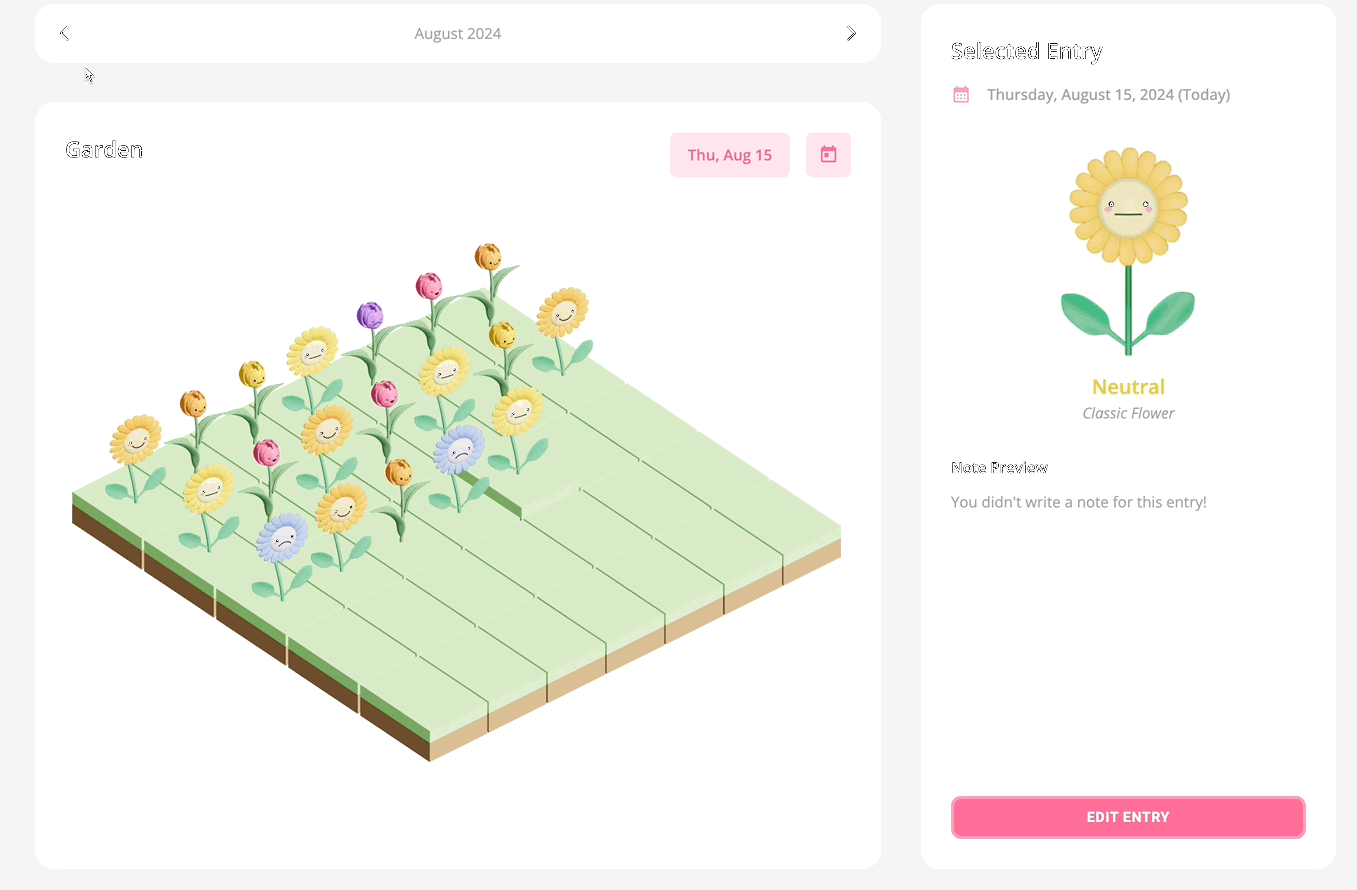 August 2024
Garden
Thu, Aug 15
Selected Entry
Thursday, August 15, 2024 (Today)
Neutral
Classic Flower
Note Preview
You didn't write a note for this entry!
EDIT ENTRY